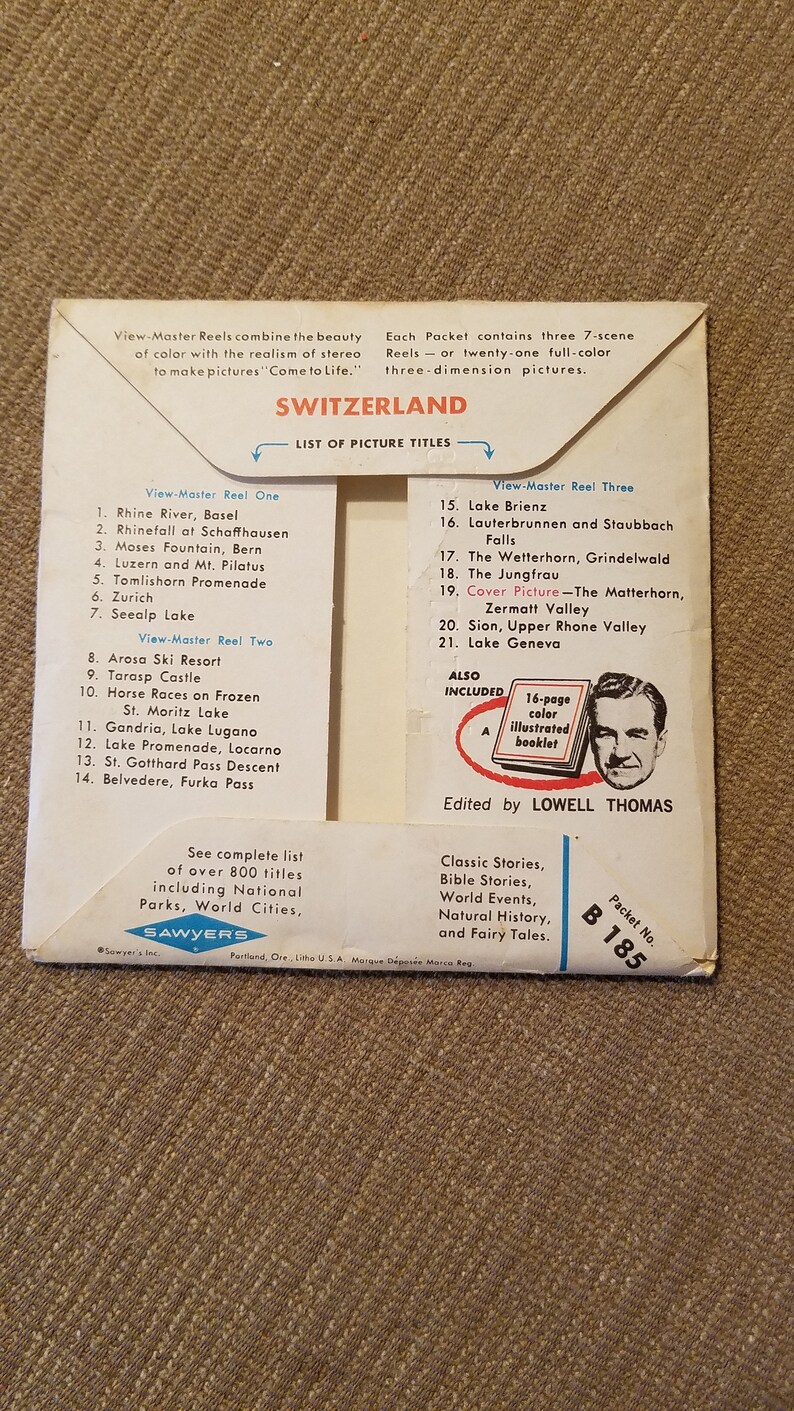 View-Master Reels combine the beauty
of color with the realism of stereo
to make pictures "Come to Life."
Each Packet contains three 7-scene
Reels — or twenty-one full-color
three-dimension pictures.
SWITZERLAND
LIST OF PICTURE TITLES
View-Master Reel One
1. Rhine River, Basel
2. Rhinefall at Schaffhausen
3. Moses Fountain, Bern
4. Luzern and Mt. Pilatus
5. Tomlishorn Promenade
6. Zurich
7. Seealp Lake
View-Master Reel Two
8. Arosa Ski Resort
9. Tarasp Castle
10. Horse Races on Frozen
St. Moritz Lake
11. Gandria, Lake Lugano
12. Lake Promenade, Locarno
13. St. Gotthard Pass Descent
14. Belvedere, Furka Pass
View-Master Reel Three
15. Lake Brienz
16. Lauterbrunnen and Staubbach
Falls
17. The Wetterhorn, Grindelwald
18. The Jungfrau
19. Cover Picture—The Matterhorn,
Zermatt Valley
20. Sion, Upper Rhone Valley
21. Lake Geneva
ALSO
INCLUDED
A
16-page
color
illustrated
booklet
Edited by LOWELL THOMAS
See complete list
of over 800 titles
including National
Parks, World Cities,
Classic Stories,
Bible Stories,
World Events,
Natural History,
and Fairy Tales.
SAWYER'S
®
®Sawyer's Inc.
Portland, Ore., Litho U.S.A. Marque Déposée Marca Reg.
Packet No.
B 185